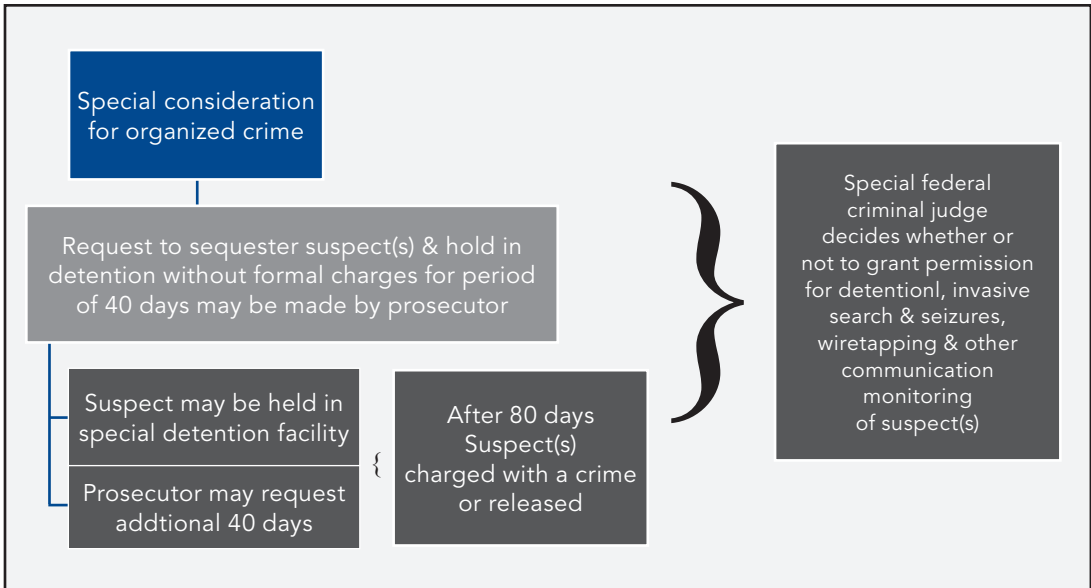 Special consideration
for organized crime
Request to sequester suspect(s) & hold in
detention without formal charges for period
of 40 days may be made by prosecutor
Suspect may be held in
special detention facility
Prosecutor may request
addtional 40 days
{
After 80 days
Suspect(s)
charged with a crime
or released
}
Special federal
criminal judge
decides whether or
not to grant permission
for detentionl, invasive
search & seizures,
wiretapping & other
communication
monitoring
of suspect(s)